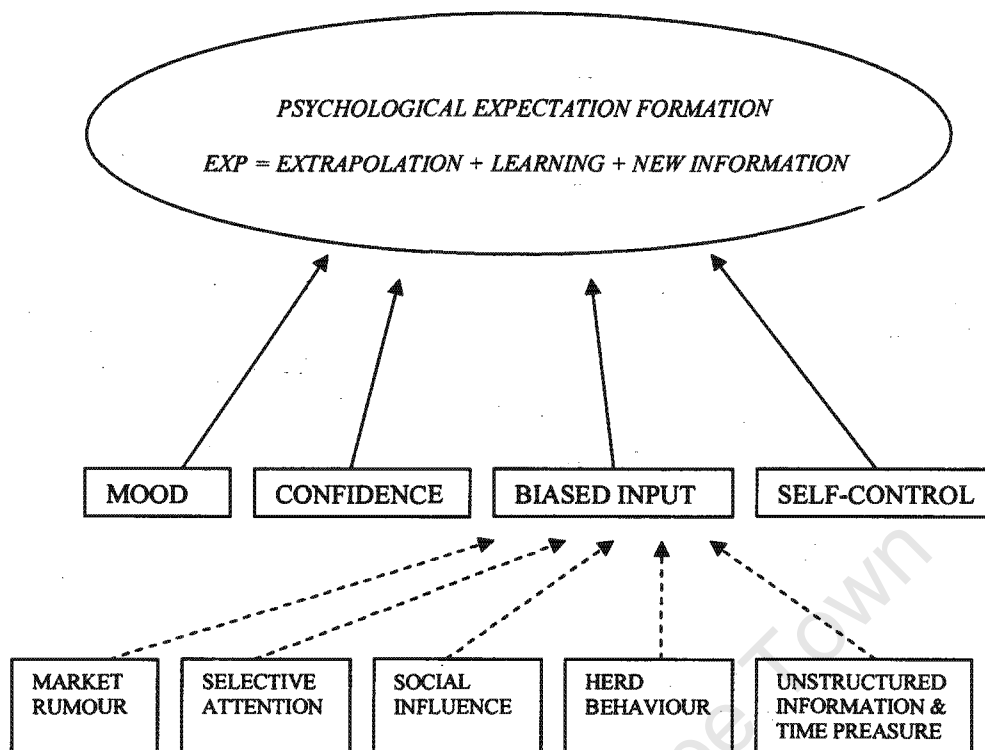 PSYCHOLOGICAL EXPECTATION FORMATION
EXP = EXTRAPOLATION + LEARNING + NEW INFORMATION
MOOD
CONFIDENCE
BIASED INPUT
SELF-CONTROL
MARKET
RUMOUR
SELECTIVE
ATTENTION
SOCIAL
INFLUENCE
HERD
BEHAVIOUR
UNSTRUCTURED
INFORMATION &
TIME PREASURE
Town